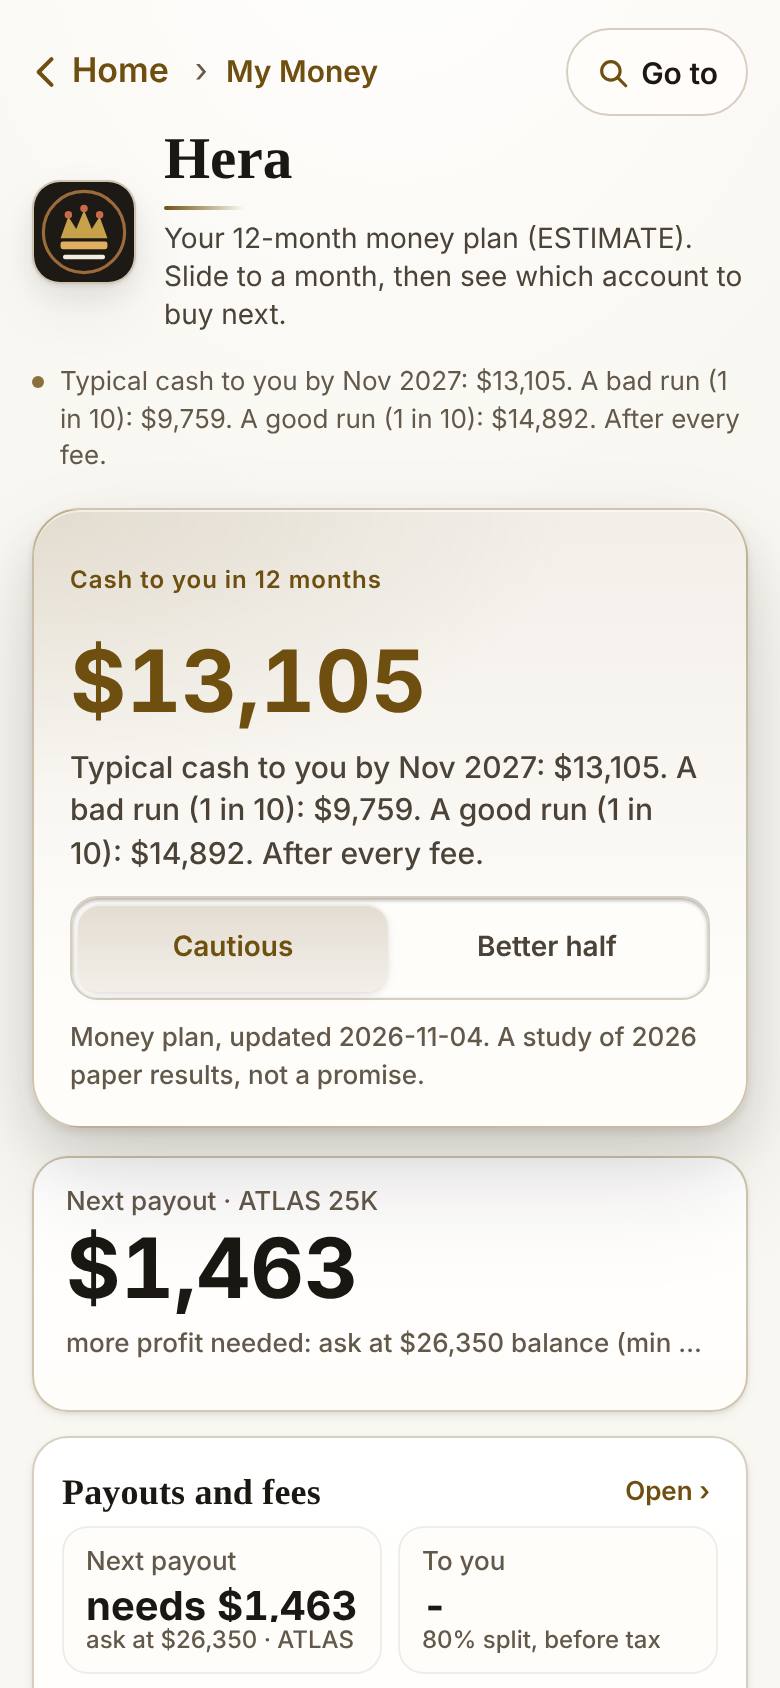 Home › My Money
Go to
Hera
Your 12-month money plan (ESTIMATE).
Slide to a month, then see which account to
buy next.
Typical cash to you by Nov 2027: $13,105. A bad run (1
in 10): $9,759. A good run (1 in 10): $14,892. After every
fee.
Cash to you in 12 months
$13,105
Typical cash to you by Nov 2027: $13,105. A
bad run (1 in 10): $9,759. A good run (1 in
10): $14,892. After every fee.
Cautious
Better half
Money plan, updated 2026-11-04. A study of 2026
paper results, not a promise.
Next payout · ATLAS 25K
$1,463
more profit needed: ask at $26,350 balance (min ...
Payouts and fees
Open ›
Next payout
needs $1,463
ask at $26,350 · ATLAS
To you
-
80% split, before tax